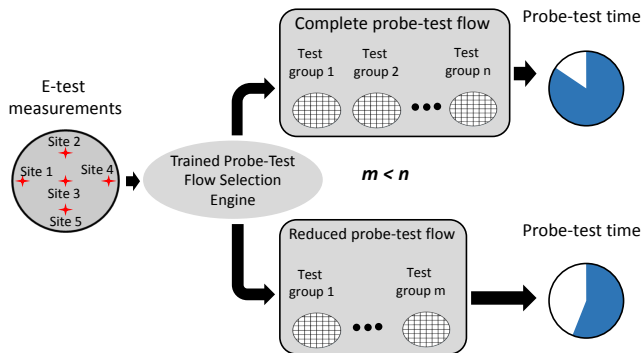 E-test
measurements
Site 2
Site 1
Site 4
Site 3
Site 5
Trained Probe-Test
Flow Selection
Engine
Complete probe-test flow
Test
group 1
Test
group 2
Test
group n
Probe-test time
m < n
Reduced probe-test flow
Test
group 1
Test
group m
Probe-test time